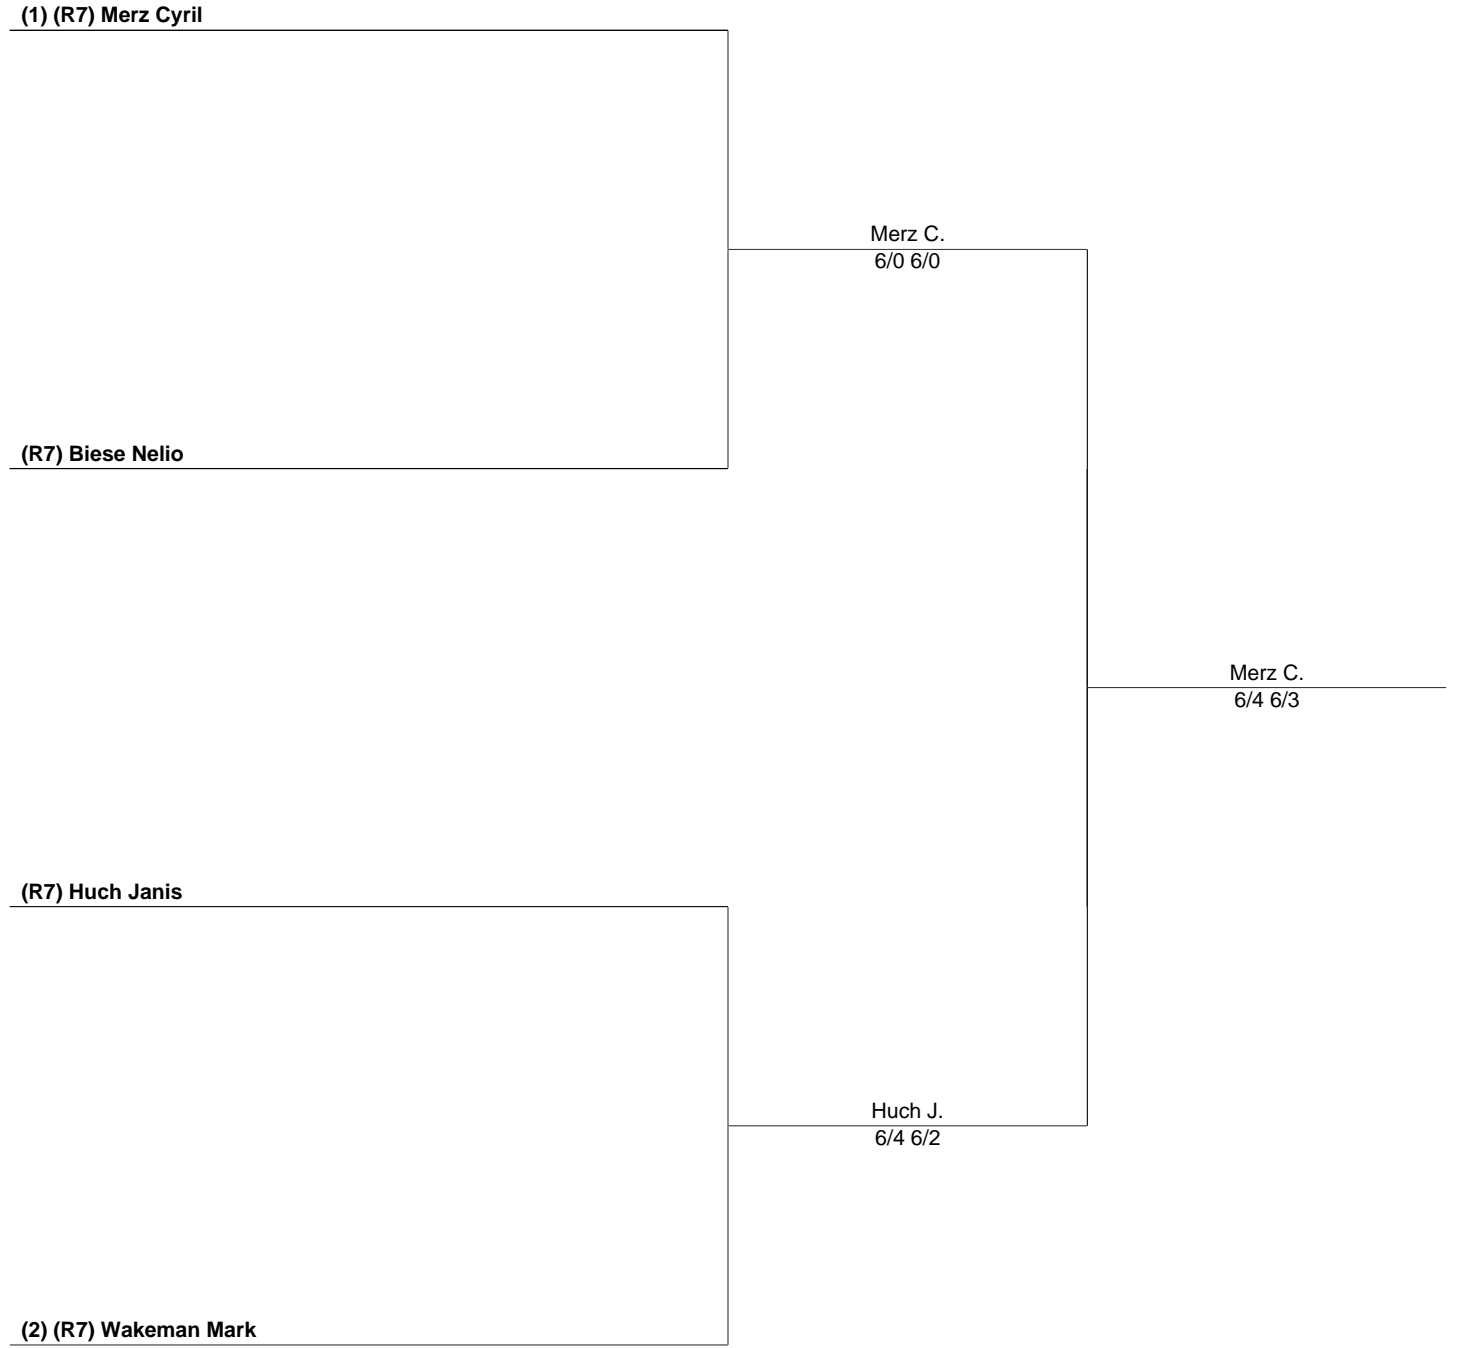 (1) (R7) Merz Cyril
Merz C.
6/0 6/0
(R7) Biese Nelio
Merz C.
6/4 6/3
(R7) Huch Janis
Huch J.
6/4 6/2
(2) (R7) Wakeman Mark